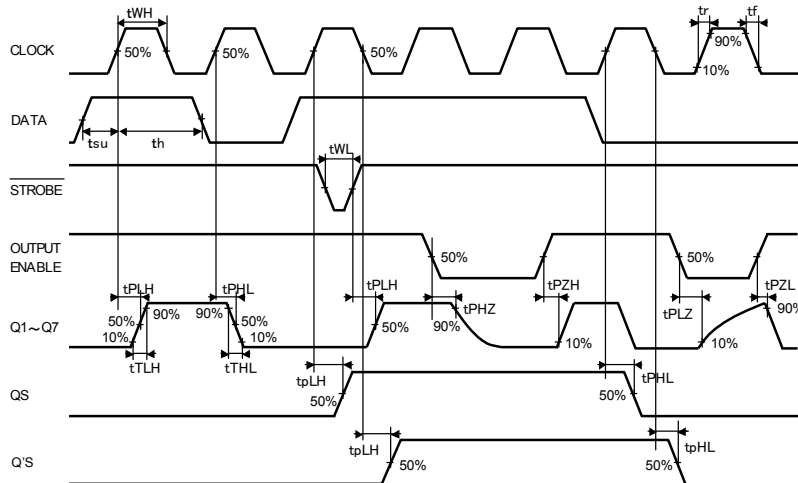 tWH
tr
tf
CLOCK
50%
50%
50%
90%
10%
DATA
tsu
th
tWL
STROBE
OUTPUT
ENABLE
50%
50%
tPLH
tPHL
tPLH
tPHZ
tPZH
tPLZ
tPZL
Q1～Q7
50%
90%
10%
90%
50%
10%
50%
90%
10%
10%
90%
tTLH
tTHL
tpLH
tPHL
QS
50%
50%
tpLH
tpHL
Q'S
50%
50%